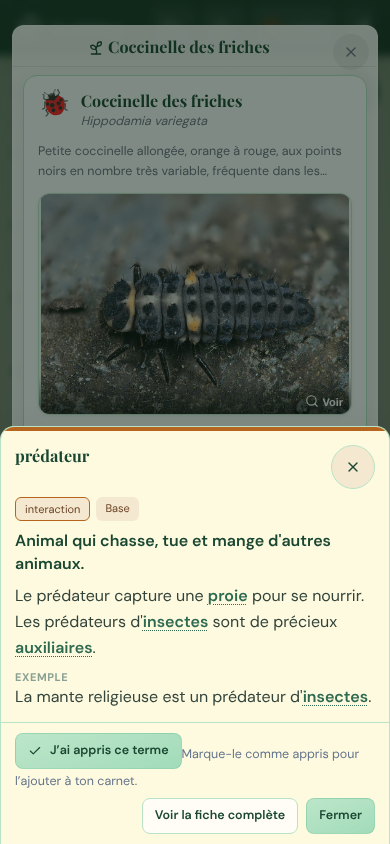 Coccinelle des friches
Coccinelle des friches
Hippodamia variegata
Petite coccinelle allongée, orange à rouge, aux points
noirs en nombre très variable, fréquente dans les...
Voir
prédateur
interaction Base
Animal qui chasse, tue et mange d'autres
animaux.
Le prédateur capture une proie pour se nourrir.
Les prédateurs d'insectes sont de précieux
auxiliaires.
EXEMPLE
La mante religieuse est un prédateur d'insectes.
J'ai appris ce terme Marque-le comme appris pour
l'ajouter à ton carnet.
Voir la fiche complète Fermer